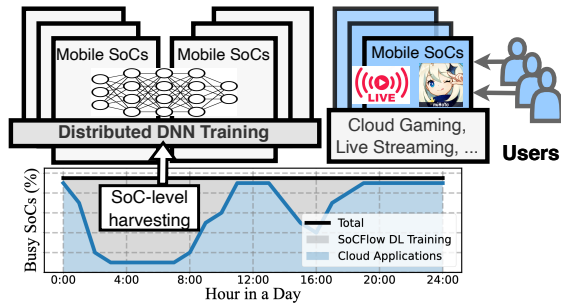 Mobile SoCs
Mobile SoCs
Distributed DNN Training
Mobile SoCs
LIVE
Cloud Gaming,
Live Streaming, ...
Users
SoC-level
harvesting
Busy SoCs (%)
Total
SoCFlow DL Training
Cloud Applications
0:00
4:00
8:00
12:00
16:00
20:00
24:00
Hour in a Day